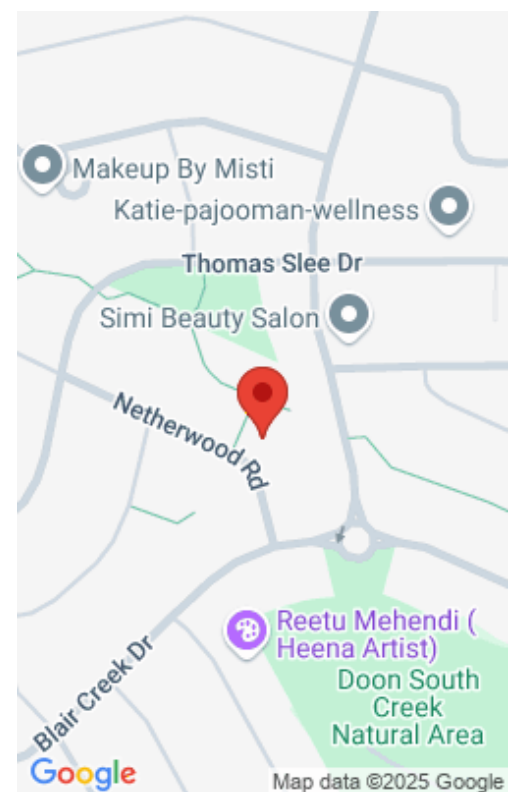 Makeup By Misti
Katie-pajooman-wellness
Thomas Slee Dr
Simi Beauty Salon
Netherwood Rd
Reetu Mehendi (
Heena Artist)
Doon South
Creek
Natural Area
Blair Creek Dr
Google
Map data ©2025 Google